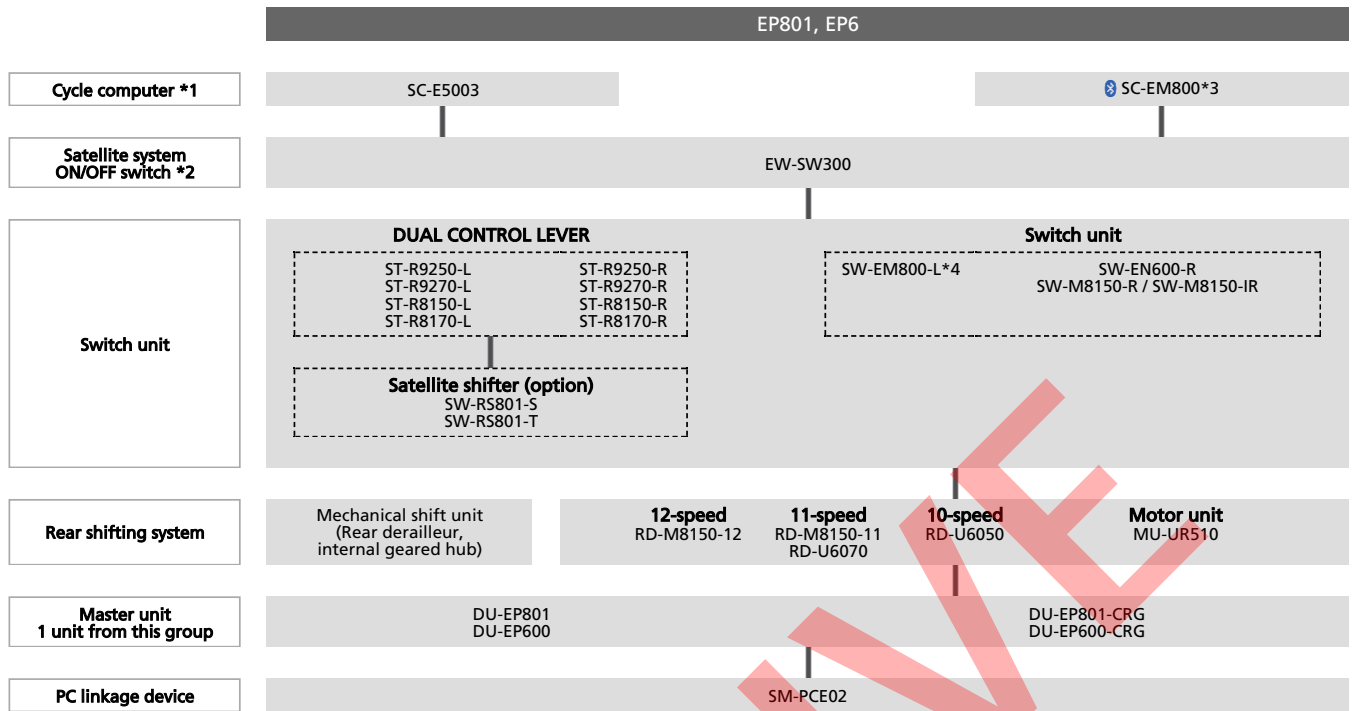 EP801, EP6
Cycle computer *1
SC-E5003
SC-EM800*3
Satellite system
ON/OFF switch *2
EW-SW300
Switch unit
DUAL CONTROL LEVER
ST-R9250-L
ST-R9270-L
ST-R8150-L
ST-R8170-L
ST-R9250-R
ST-R9270-R
ST-R8150-R
ST-R8170-R
Satellite shifter (option)
SW-RS801-S
SW-RS801-T
Switch unit
SW-EM800-L*4
SW-EN600-R
SW-M8150-R / SW-M8150-IR
Rear shifting system
Mechanical shift unit
(Rear derailleur,
internal geared hub)
12-speed
RD-M8150-12
11-speed
RD-M8150-11
RD-U6070
10-speed
RD-U6050
Motor unit
MU-UR510
Master unit
1 unit from this group
DU-EP801
DU-EP600
DU-EP801-CRG
DU-EP600-CRG
PC linkage device
SM-PCE02